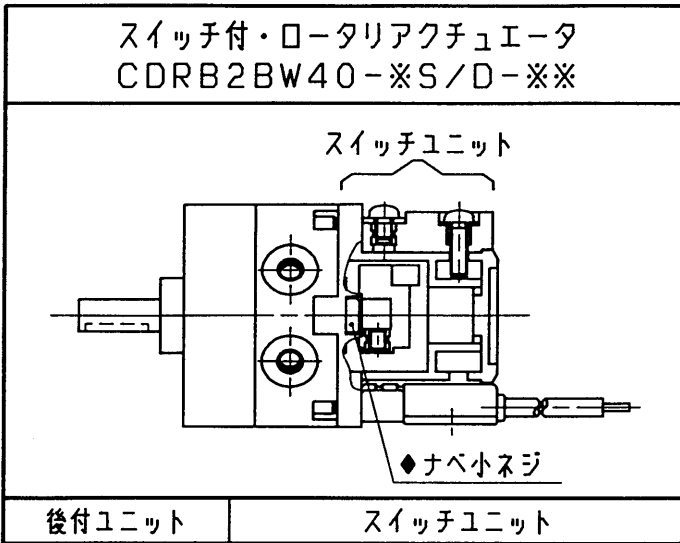 スイッチ付・ロータリアクチュエータ
CDRB2BW40-※S/D-※※
スイッチユニット
◆ナベ小ネジ
後付ユニット
スイッチユニット